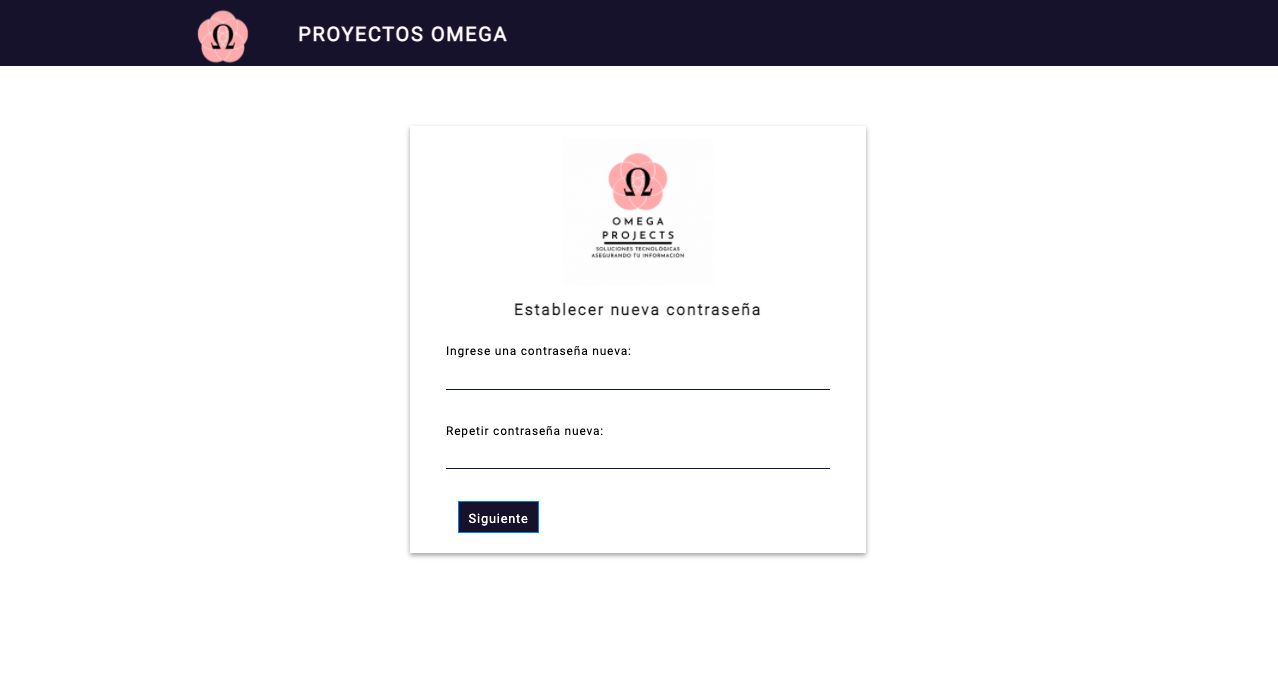 Ω
PROYECTOS OMEGA
Ω
OMEGA
PROJECTS
SOLUCIONES TECNOLÓGICAS
ASEGURANDO TU INFORMACIÓN
Establecer nueva contraseña
Ingrese una contraseña nueva:
Repetir contraseña nueva:
Siguiente